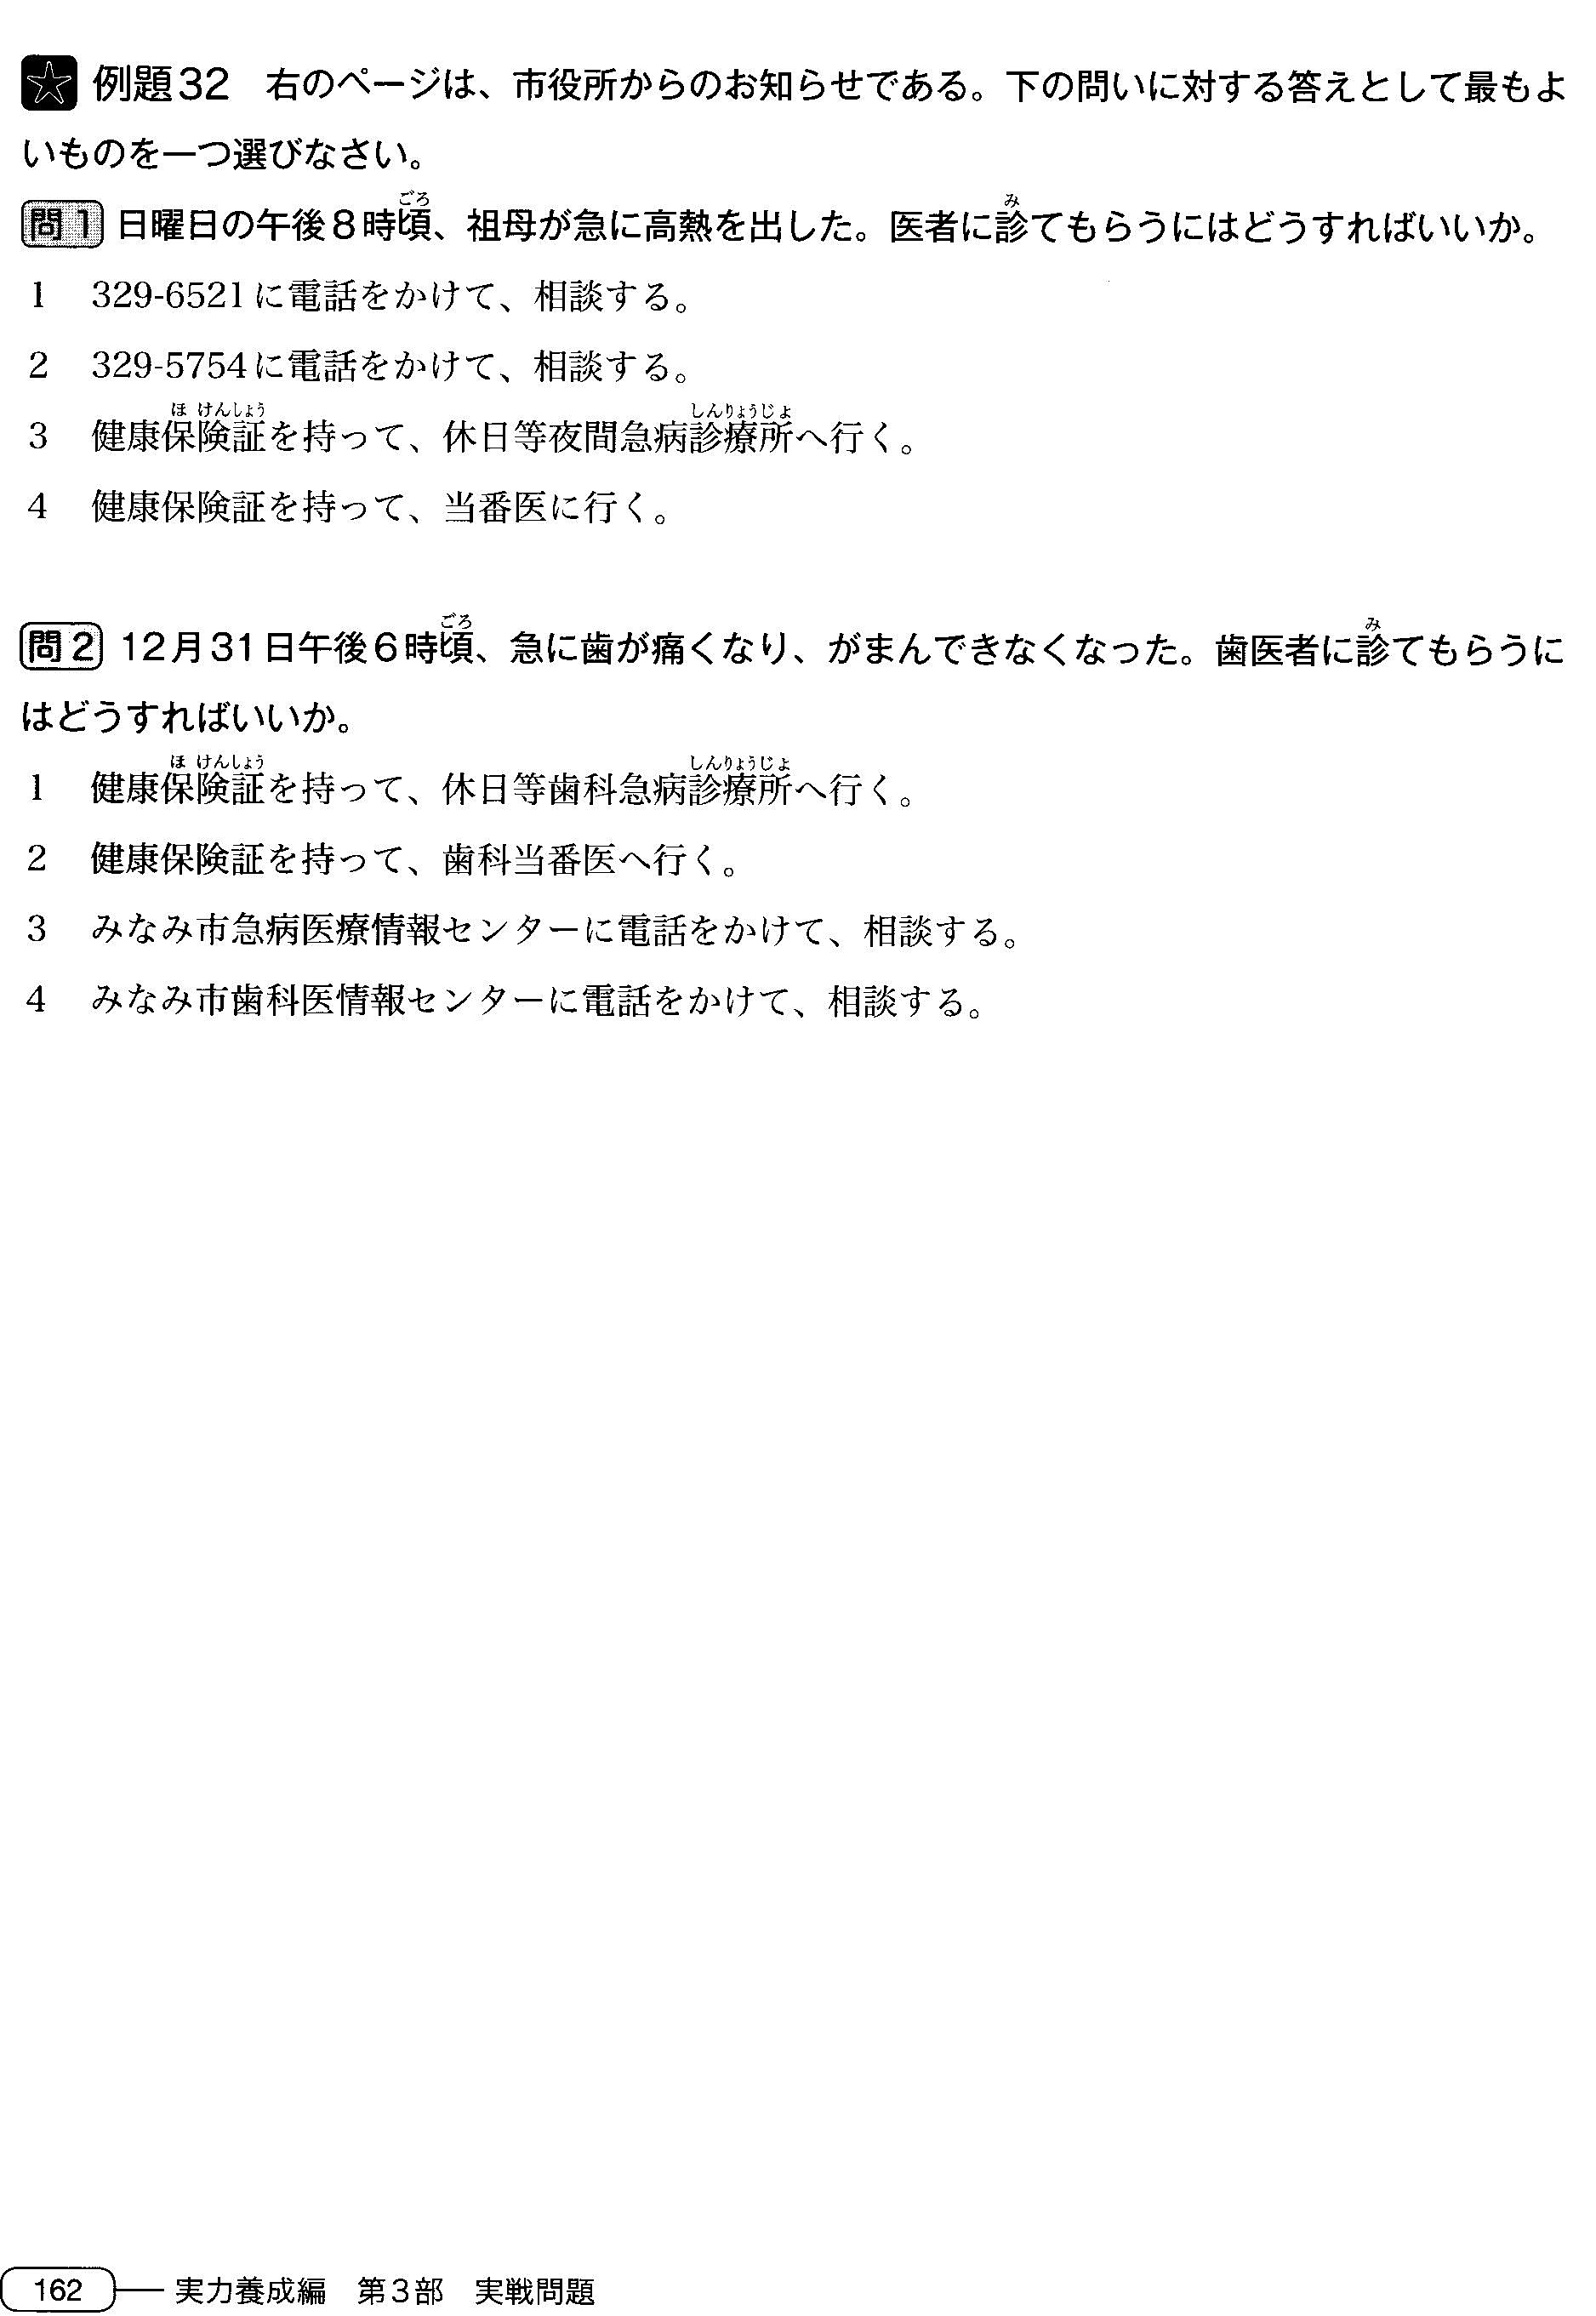 例題32　右のページは、市役所からのお知らせである。下の問いに対する答えとして最もよ
いものを一つ選びなさい。
問1 日曜日の午後8時頃、祖母が急に高熱を出した。医者に診てもらうにはどうすればいいか。
1　329-6521に電話をかけて、相談する。
2　329-5754に電話をかけて、相談する。
3　健康保険証を持って、休日等夜間急病診療所へ行く。
4　健康保険証を持って、当番医に行く。
問2 12月31日午後6時頃、急に歯が痛くなり、がまんできなくなった。歯医者に診てもらうに
はどうすればいいか。
1　健康保険証を持って、休日等歯科急病診療所へ行く。
2　健康保険証を持って、歯科当番医へ行く。
3　みなみ市急病医療情報センターに電話をかけて、相談する。
4　みなみ市歯科医情報センターに電話をかけて、相談する。
162 実力養成編　第3部　実戦問題